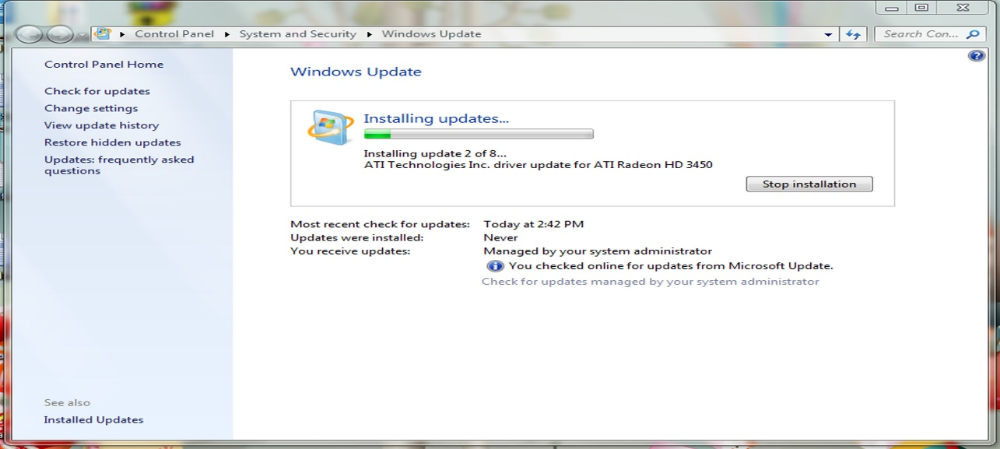 Control Panel ▸ System and Security ▸ Windows Update
Search Con...
Control Panel Home
Check for updates
Change settings
View update history
Restore hidden updates
Updates: frequently asked
questions
See also
Installed Updates
Windows Update
Installing updates...
Installing update 2 of 8...
ATI Technologies Inc. driver update for ATI Radeon HD 3450
Stop installation
Most recent check for updates: Today at 2:42 PM
Updates were installed: Never
You receive updates: Managed by your system administrator
You checked online for updates from Microsoft Update.
Check for updates managed by your system administrator